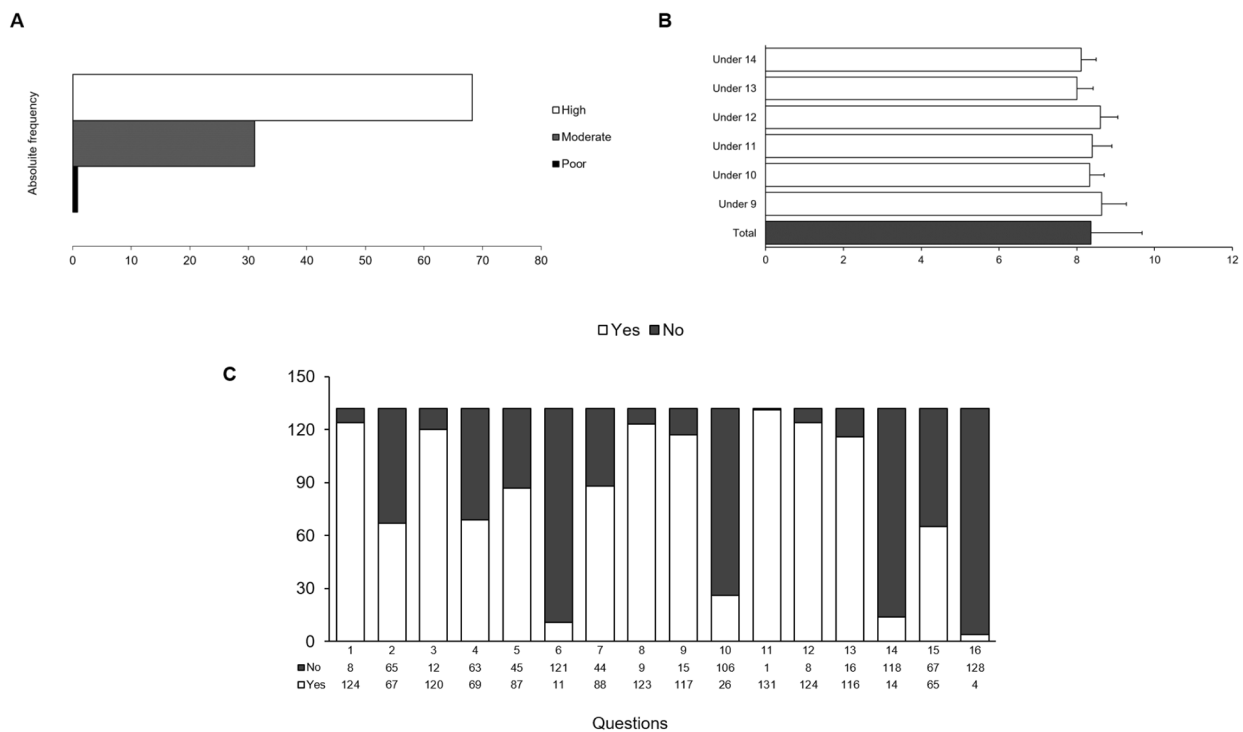 A
Absoluite frequency
High
Moderate
Poor
0 10 20 30 40 50 60 70 80
B
Under 14
Under 13
Under 12
Under 11
Under 10
Under 9
Total
0 2 4 6 8 10 12
Yes No
C
150
120
90
60
30
0
1 2 3 4 5 6 7 8 9 10 11 12 13 14 15 16
No 8 65 12 63 45 121 44 9 15 106 1 8 16 118 67 128
Yes 124 67 120 69 87 11 88 123 117 26 131 124 116 14 65 4
Questions